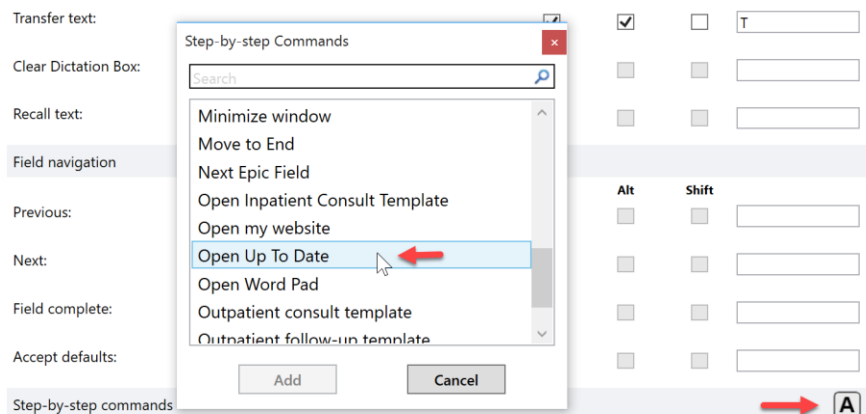 Transfer text:
T
Step-by-step Commands
x
Search
Clear Dictation Box:
Minimize window
Recall text:
Move to End
Next Epic Field
Field navigation
Open Inpatient Consult Template
Alt Shift
Previous:
Open my website
Open Up To Date
Next:
Open Word Pad
Field complete:
Outpatient consult template
Outpatient follow-up template
Accept defaults:
Add Cancel
Step-by-step commands
A